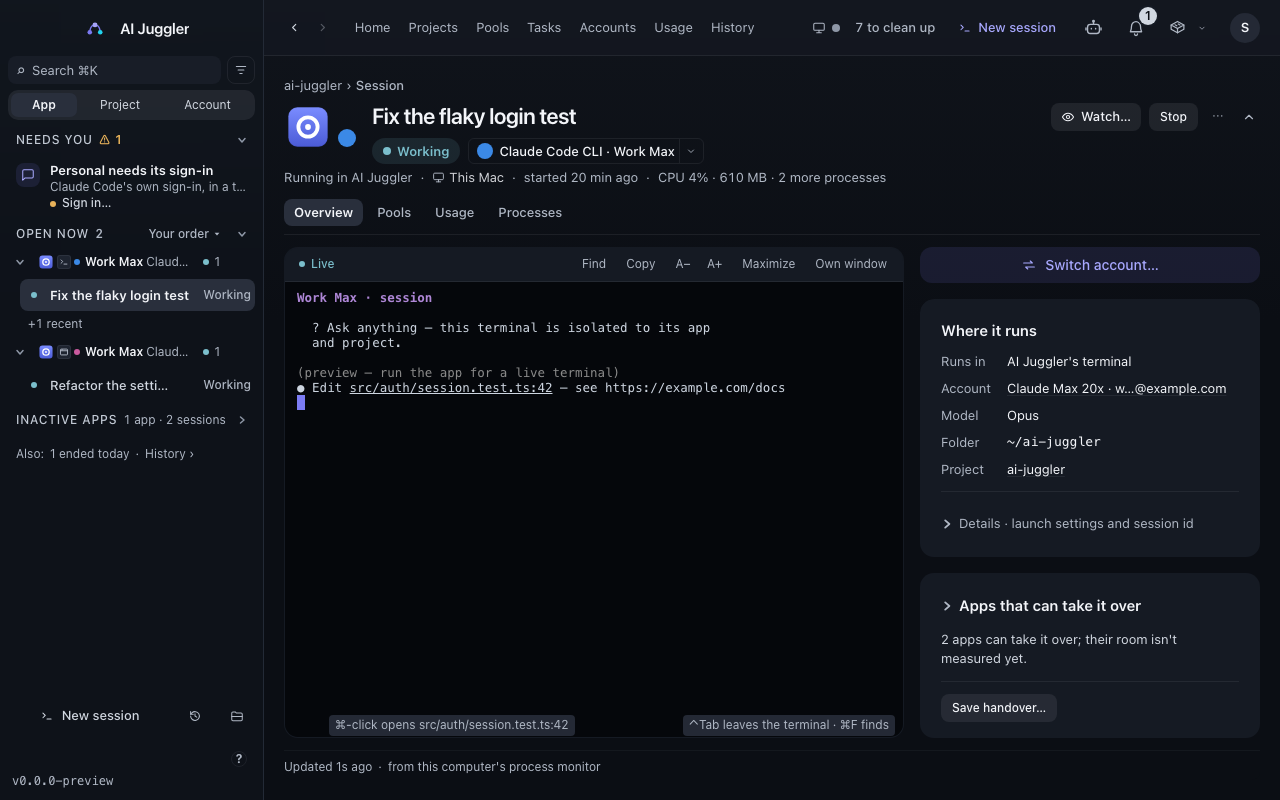 AI Juggler
Search ⌘K
App Project Account
NEEDS YOU 1
Personal needs its sign-in
Claude Code's own sign-in, in a t...
Sign in...
OPEN NOW 2 Your order
Work Max Claud... 1
Fix the flaky login test Working
+1 recent
Work Max Claud... 1
Refactor the setti... Working
INACTIVE APPS 1 app · 2 sessions
Also: 1 ended today · History ›
New session
?
v0.0.0-preview
Home Projects Pools Tasks Accounts Usage History
7 to clean up
New session
1
S
ai-juggler › Session
Fix the flaky login test
Watch... Stop ...
Working
Claude Code CLI · Work Max
Running in AI Juggler · This Mac · started 20 min ago · CPU 4% · 610 MB · 2 more processes
Overview Pools Usage Processes
Live Find Copy A− A+ Maximize Own window
Work Max · session
? Ask anything — this terminal is isolated to its app
and project.
(preview — run the app for a live terminal)
● Edit src/auth/session.test.ts:42 — see https://example.com/docs
⌘-click opens src/auth/session.test.ts:42
^Tab leaves the terminal · ⌘F finds
Switch account...
Where it runs
Runs in AI Juggler's terminal
Account Claude Max 20x · w...@example.com
Model Opus
Folder ~/ai-juggler
Project ai-juggler
Details · launch settings and session id
Apps that can take it over
2 apps can take it over; their room isn't
measured yet.
Save handover...
Updated 1s ago · from this computer's process monitor